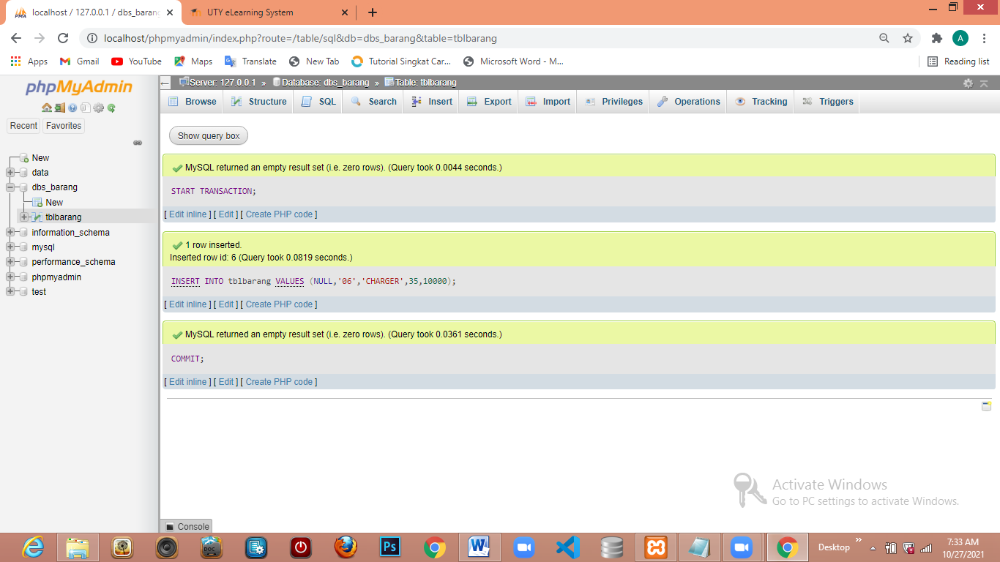 localhost / 127.0.0.1 / dbs_barang
UTY eLearning System
localhost/phpmyadmin/index.php?route=/table/sql&db=dbs_barang&table=tblbarang
A
Apps
Gmail
YouTube
Maps
Translate
New Tab
Tutorial Singkat Car...
Microsoft Word - M...
Reading list
phpMyAdmin
Recent
Favorites
New
data
dbs_barang
New
tblbarang
information_schema
mysql
performance_schema
phpmyadmin
test
Server: 127.0.0.1 » Database: dbs_barang » Table: tblbarang
Browse
Structure
SQL
Search
Insert
Export
Import
Privileges
Operations
Tracking
Triggers
Show query box
MySQL returned an empty result set (i.e. zero rows). (Query took 0.0044 seconds.)
START TRANSACTION;
[ Edit inline ] [ Edit ] [ Create PHP code ]
1 row inserted.
Inserted row id: 6 (Query took 0.0819 seconds.)
INSERT INTO tblbarang VALUES (NULL,'06','CHARGER',35,10000);
[ Edit inline ] [ Edit ] [ Create PHP code ]
MySQL returned an empty result set (i.e. zero rows). (Query took 0.0361 seconds.)
COMMIT;
[ Edit inline ] [ Edit ] [ Create PHP code ]
Activate Windows
Go to PC settings to activate Windows.
Console
DOC
Ps
Desktop
7:33 AM
10/27/2021